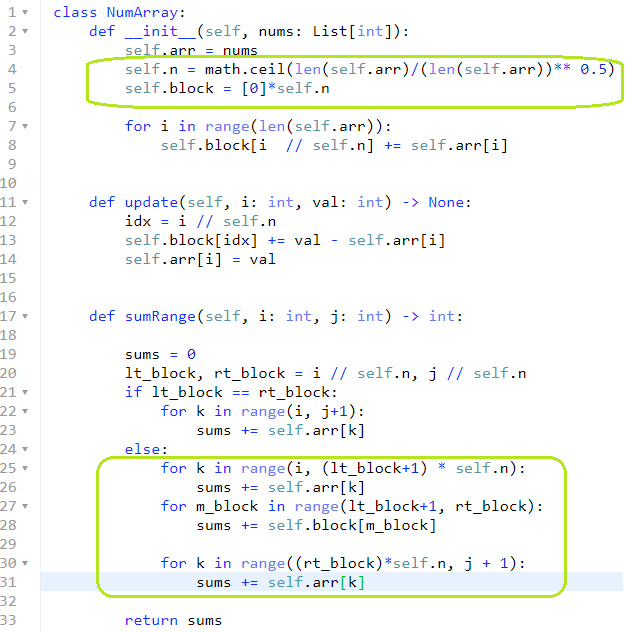 1 class NumArray:
2 def __init__(self, nums: List[int]):
3 self.arr = nums
4 self.n = math.ceil(len(self.arr)/(len(self.arr))** 0.5)
5 self.block = [0]*self.n
6
7 for i in range(len(self.arr)):
8 self.block[i  // self.n] += self.arr[i]
9
10
11 def update(self, i: int, val: int) -> None:
12 idx = i // self.n
13 self.block[idx] += val - self.arr[i]
14 self.arr[i] = val
15
16
17 def sumRange(self, i: int, j: int) -> int:
18
19 sums = 0
20 lt_block, rt_block = i // self.n, j // self.n
21 if lt_block == rt_block:
22 for k in range(i, j+1):
23 sums += self.arr[k]
24 else:
25 for k in range(i, (lt_block+1) * self.n):
26 sums += self.arr[k]
27 for m_block in range(lt_block+1, rt_block):
28 sums += self.block[m_block]
29
30 for k in range((rt_block)*self.n, j + 1):
31 sums += self.arr[k]
32
33 return sums